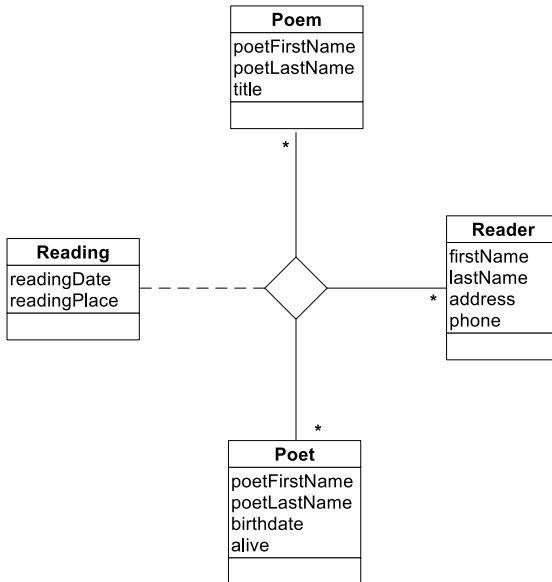 Poem
poetFirstName
poetLastName
title
*
Reading
readingDate
readingPlace
Reader
firstName
lastName
address
phone
*
*
Poet
poetFirstName
poetLastName
birthdate
alive